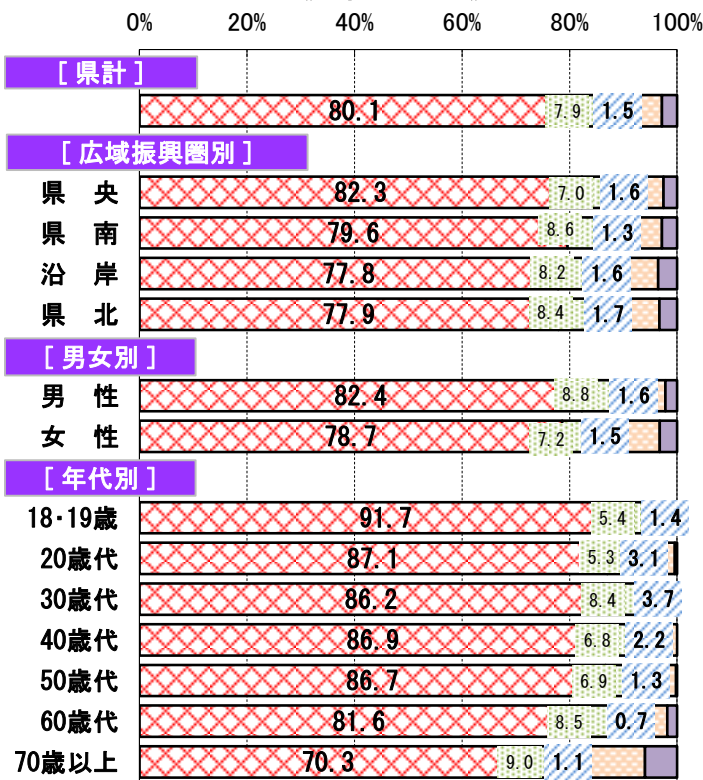 0% 20% 40% 60% 80% 100%
[ 県計 ]
80.1 7.9 1.5
[ 広域振興圏別 ]
県 央 82.3 7.0 1.6
県 南 79.6 8.6 1.3
沿 岸 77.8 8.2 1.6
県 北 77.9 8.4 1.7
[ 男女別 ]
男 性 82.4 8.8 1.6
女 性 78.7 7.2 1.5
[ 年代別 ]
18･19歳 91.7 5.4 1.4
20歳代 87.1 5.3 3.1
30歳代 86.2 8.4 3.7
40歳代 86.9 6.8 2.2
50歳代 86.7 6.9 1.3
60歳代 81.6 8.5 0.7
70歳以上 70.3 9.0 1.1